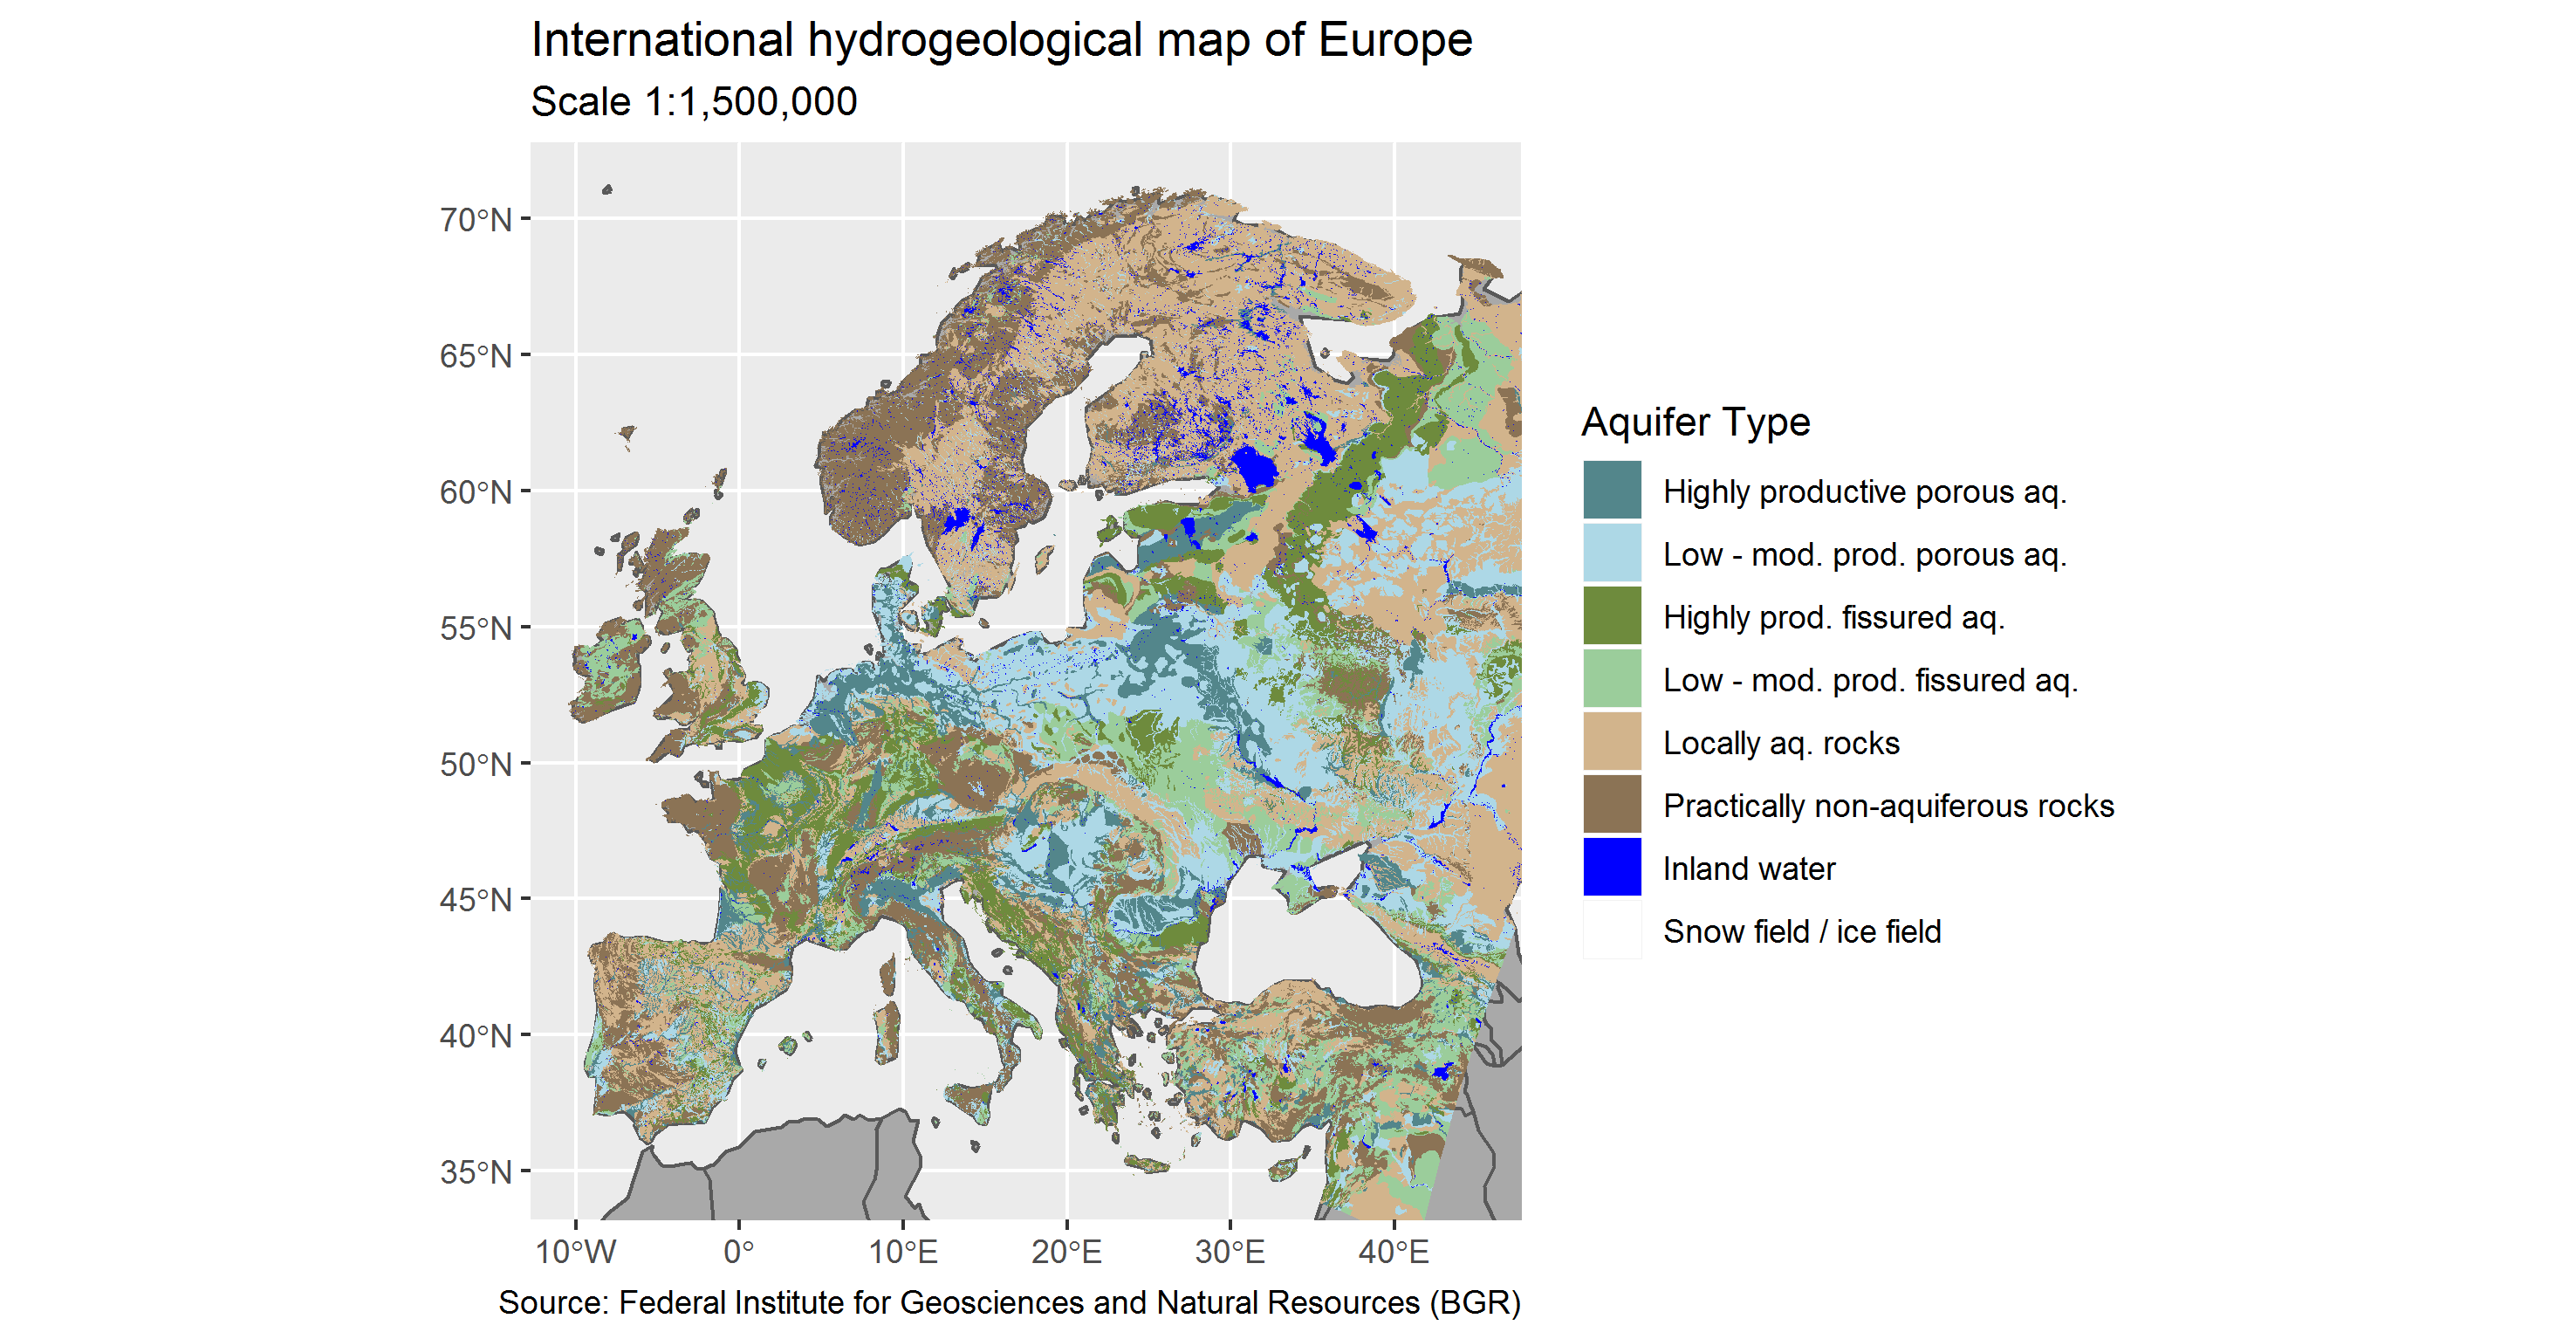 International hydrogeological map of Europe
Scale 1:1,500,000
70°N
65°N
60°N
55°N
50°N
45°N
40°N
35°N
10°W 0° 10°E 20°E 30°E 40°E
Source: Federal Institute for Geosciences and Natural Resources (BGR)
Aquifer Type
Highly productive porous aq.
Low - mod. prod. porous aq.
Highly prod. fissured aq.
Low - mod. prod. fissured aq.
Locally aq. rocks
Practically non-aquiferous rocks
Inland water
Snow field / ice field